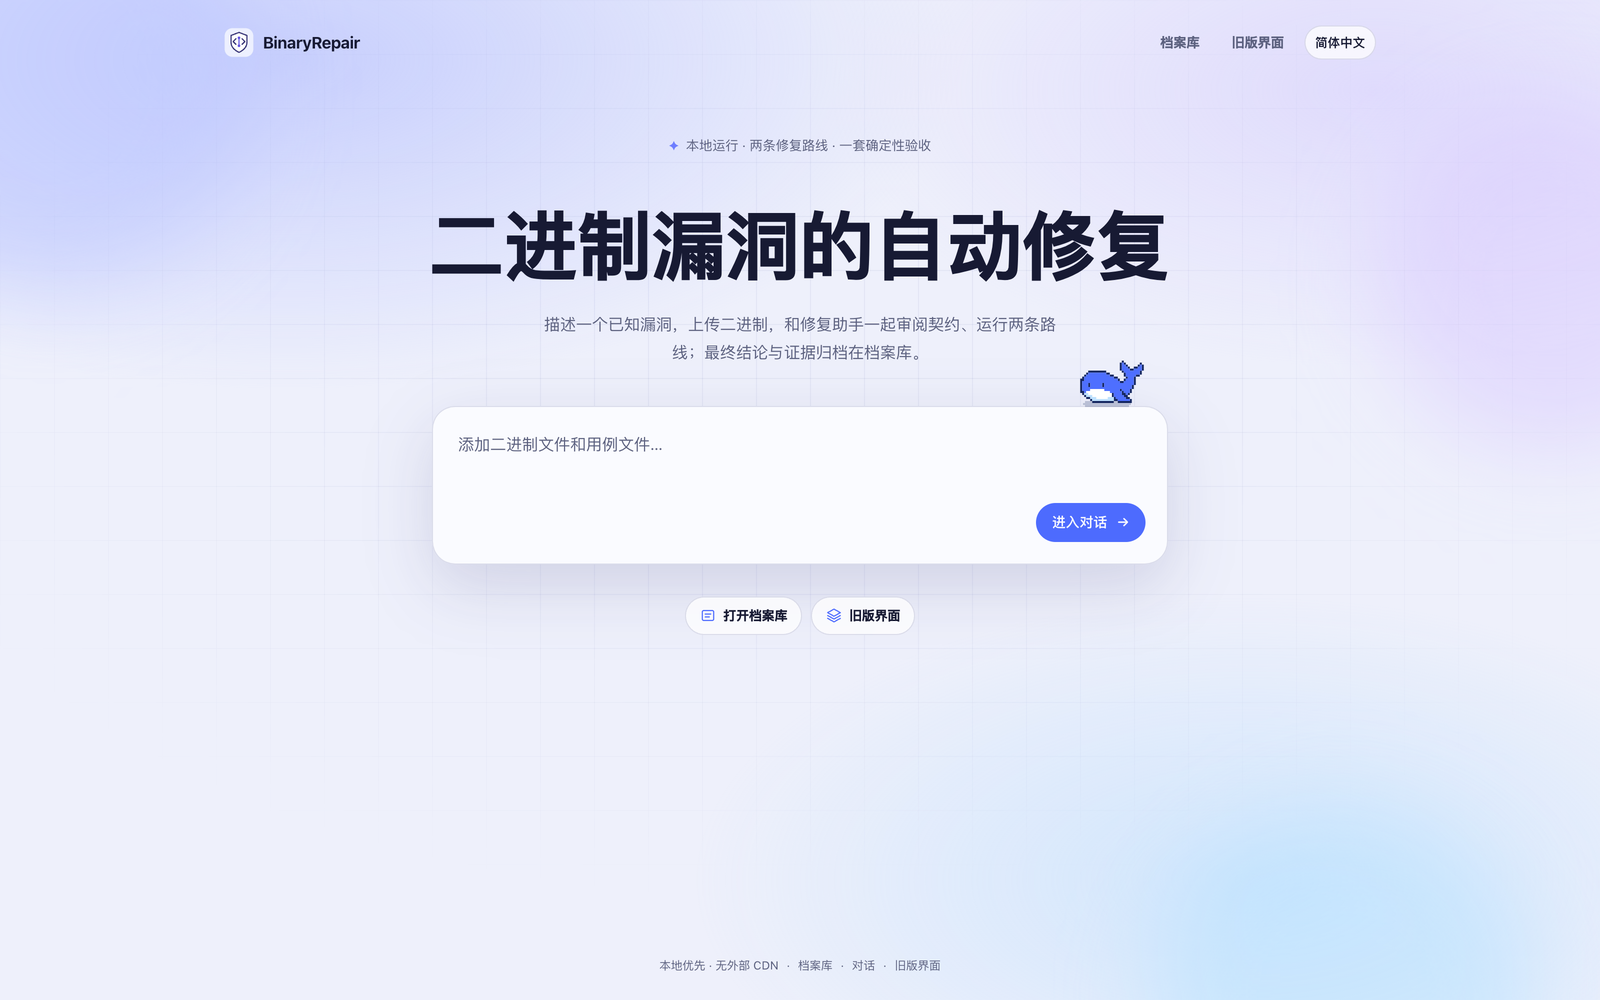 BinaryRepair
档案库
旧版界面
简体中文
本地运行 · 两条修复路线 · 一套确定性验收
二进制漏洞的自动修复
描述一个已知漏洞，上传二进制，和修复助手一起审阅契约、运行两条路
线；最终结论与证据归档在档案库。
添加二进制文件和用例文件...
进入对话 →
打开档案库
旧版界面
本地优先 · 无外部 CDN · 档案库 · 对话 · 旧版界面